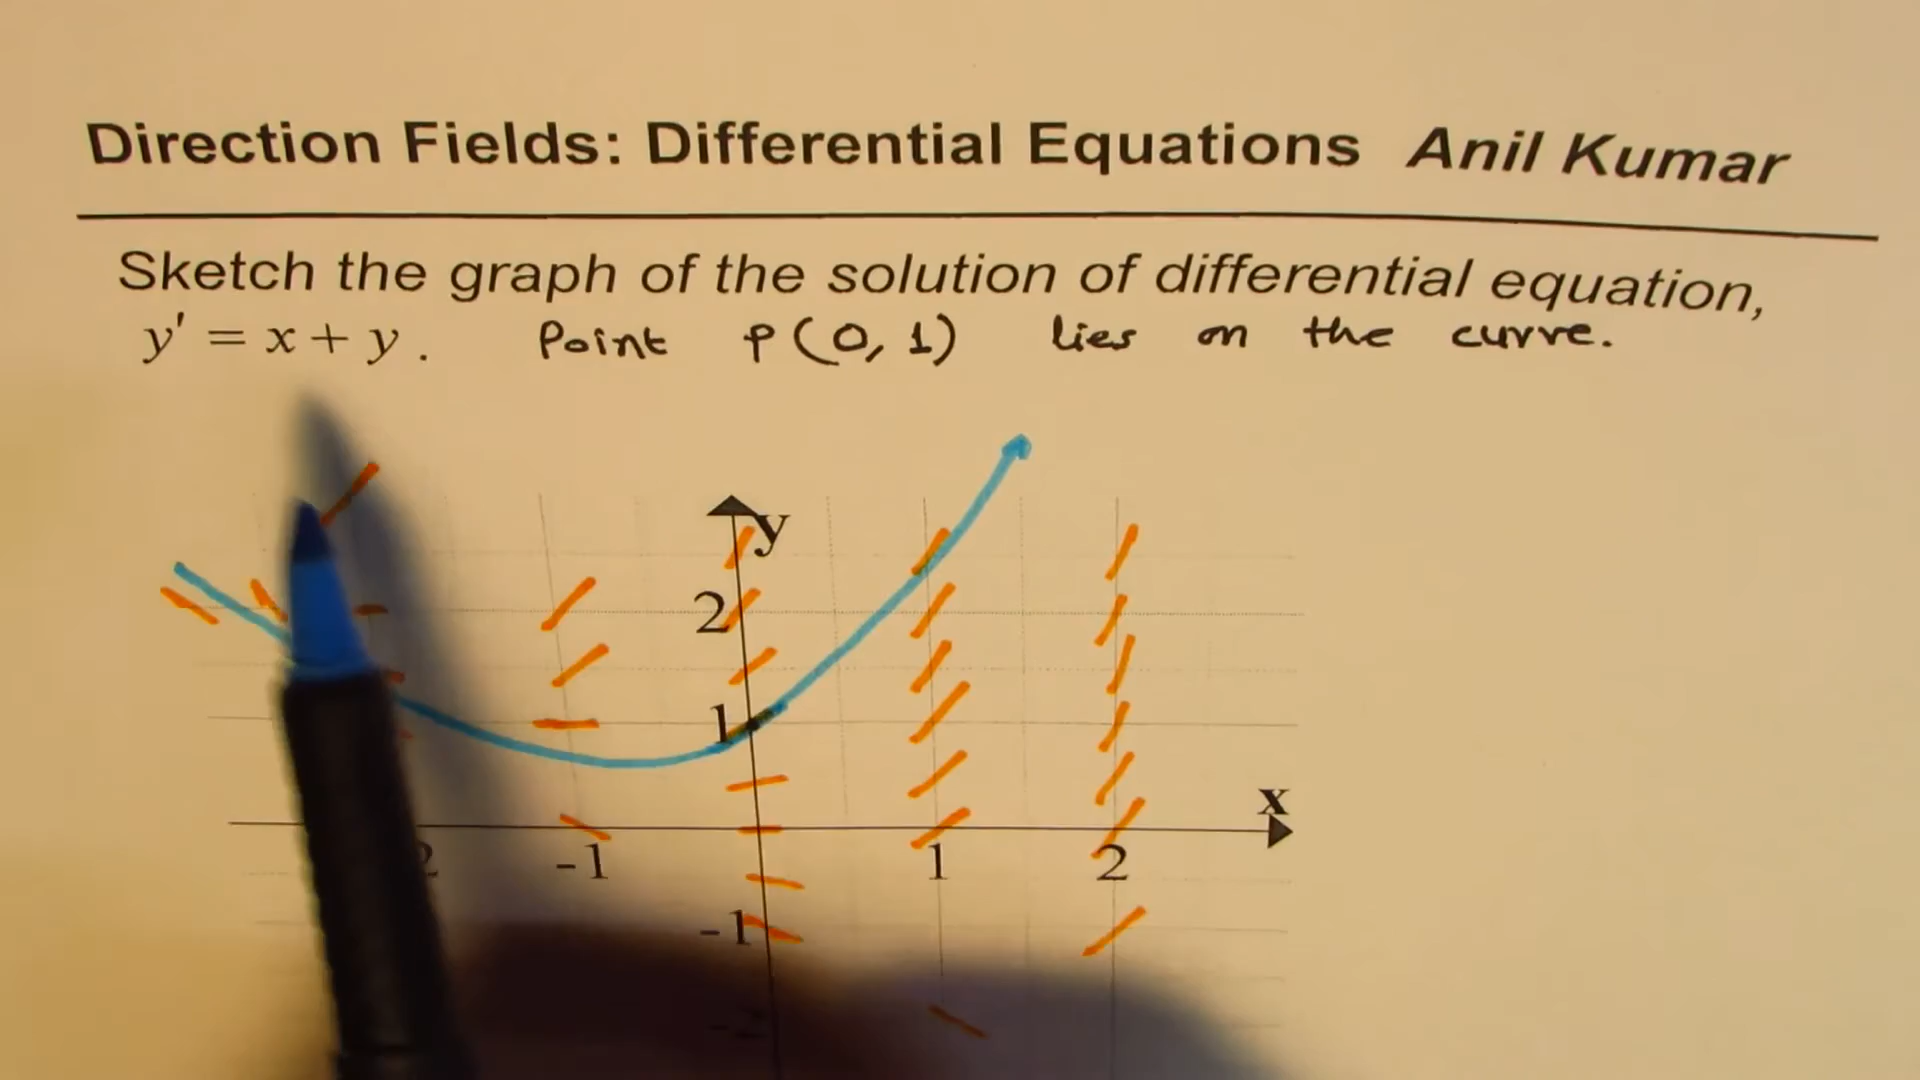 Direction Fields: Differential Equations Anil Kumar
Sketch the graph of the solution of differential equation,
y' = x + y . Point P(0, 1) lies on the curve.
y
2
1
x
-1
1
2
-1
-2